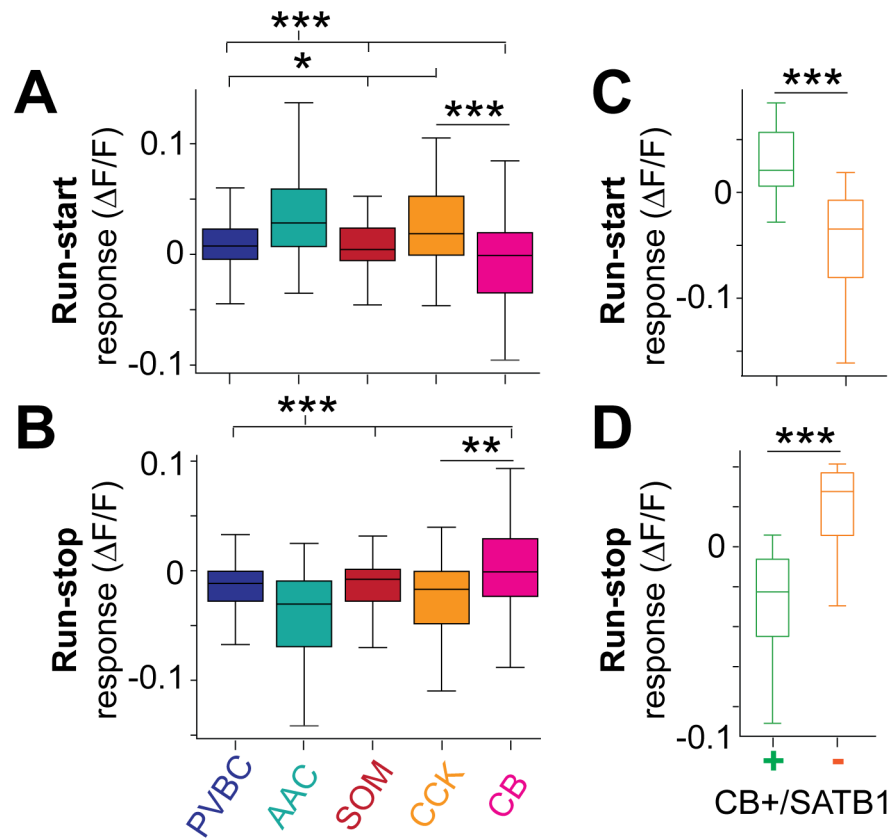 A
***
*
***
Run-start
response (ΔF/F)
0.1
0
-0.1
B
***
**
Run-stop
response (ΔF/F)
0.1
0
-0.1
PVBC
AAC
SOM
CCK
CB
C
***
Run-start
response (ΔF/F)
0
-0.1
D
***
Run-stop
response (ΔF/F)
0
-0.1
+ -
CB+/SATB1